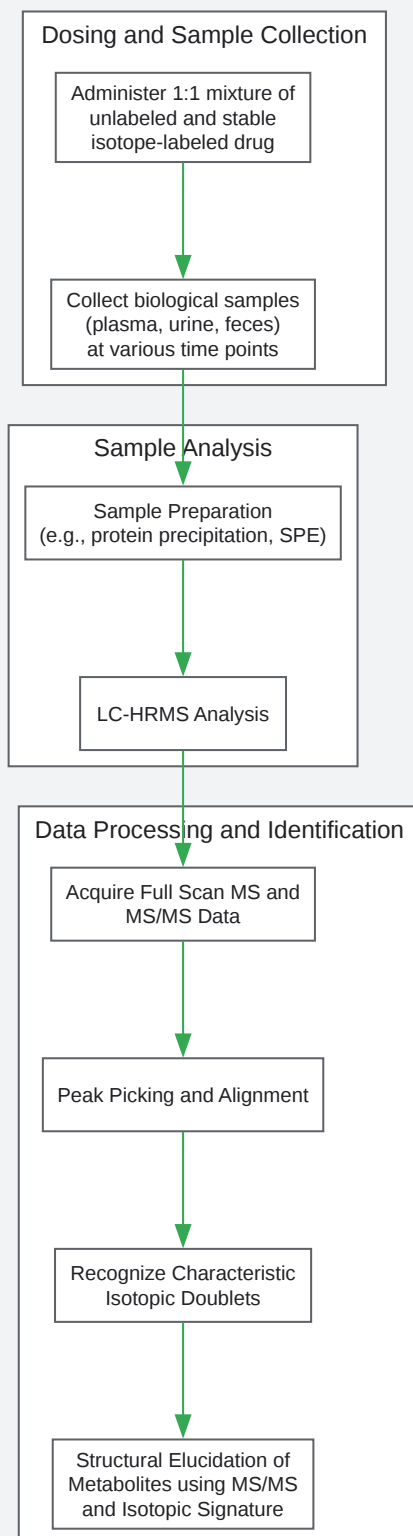 Dosing and Sample Collection
Administer 1:1 mixture of
unlabeled and stable
isotope-labeled drug
Collect biological samples
(plasma, urine, feces)
at various time points
Sample Analysis
Sample Preparation
(e.g., protein precipitation, SPE)
LC-HRMS Analysis
Data Processing and Identification
Acquire Full Scan MS and
MS/MS Data
Peak Picking and Alignment
Recognize Characteristic
Isotopic Doublets
Structural Elucidation of
Metabolites using MS/MS
and Isotopic Signature